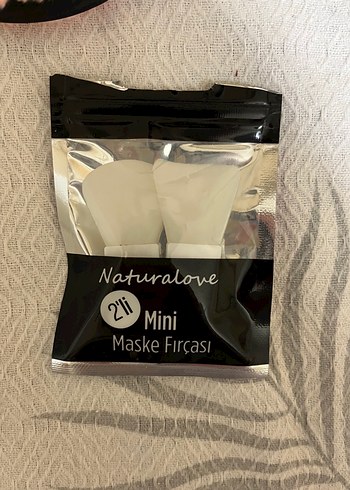 Naturalove
2'li
Mini
Maske Fırçası